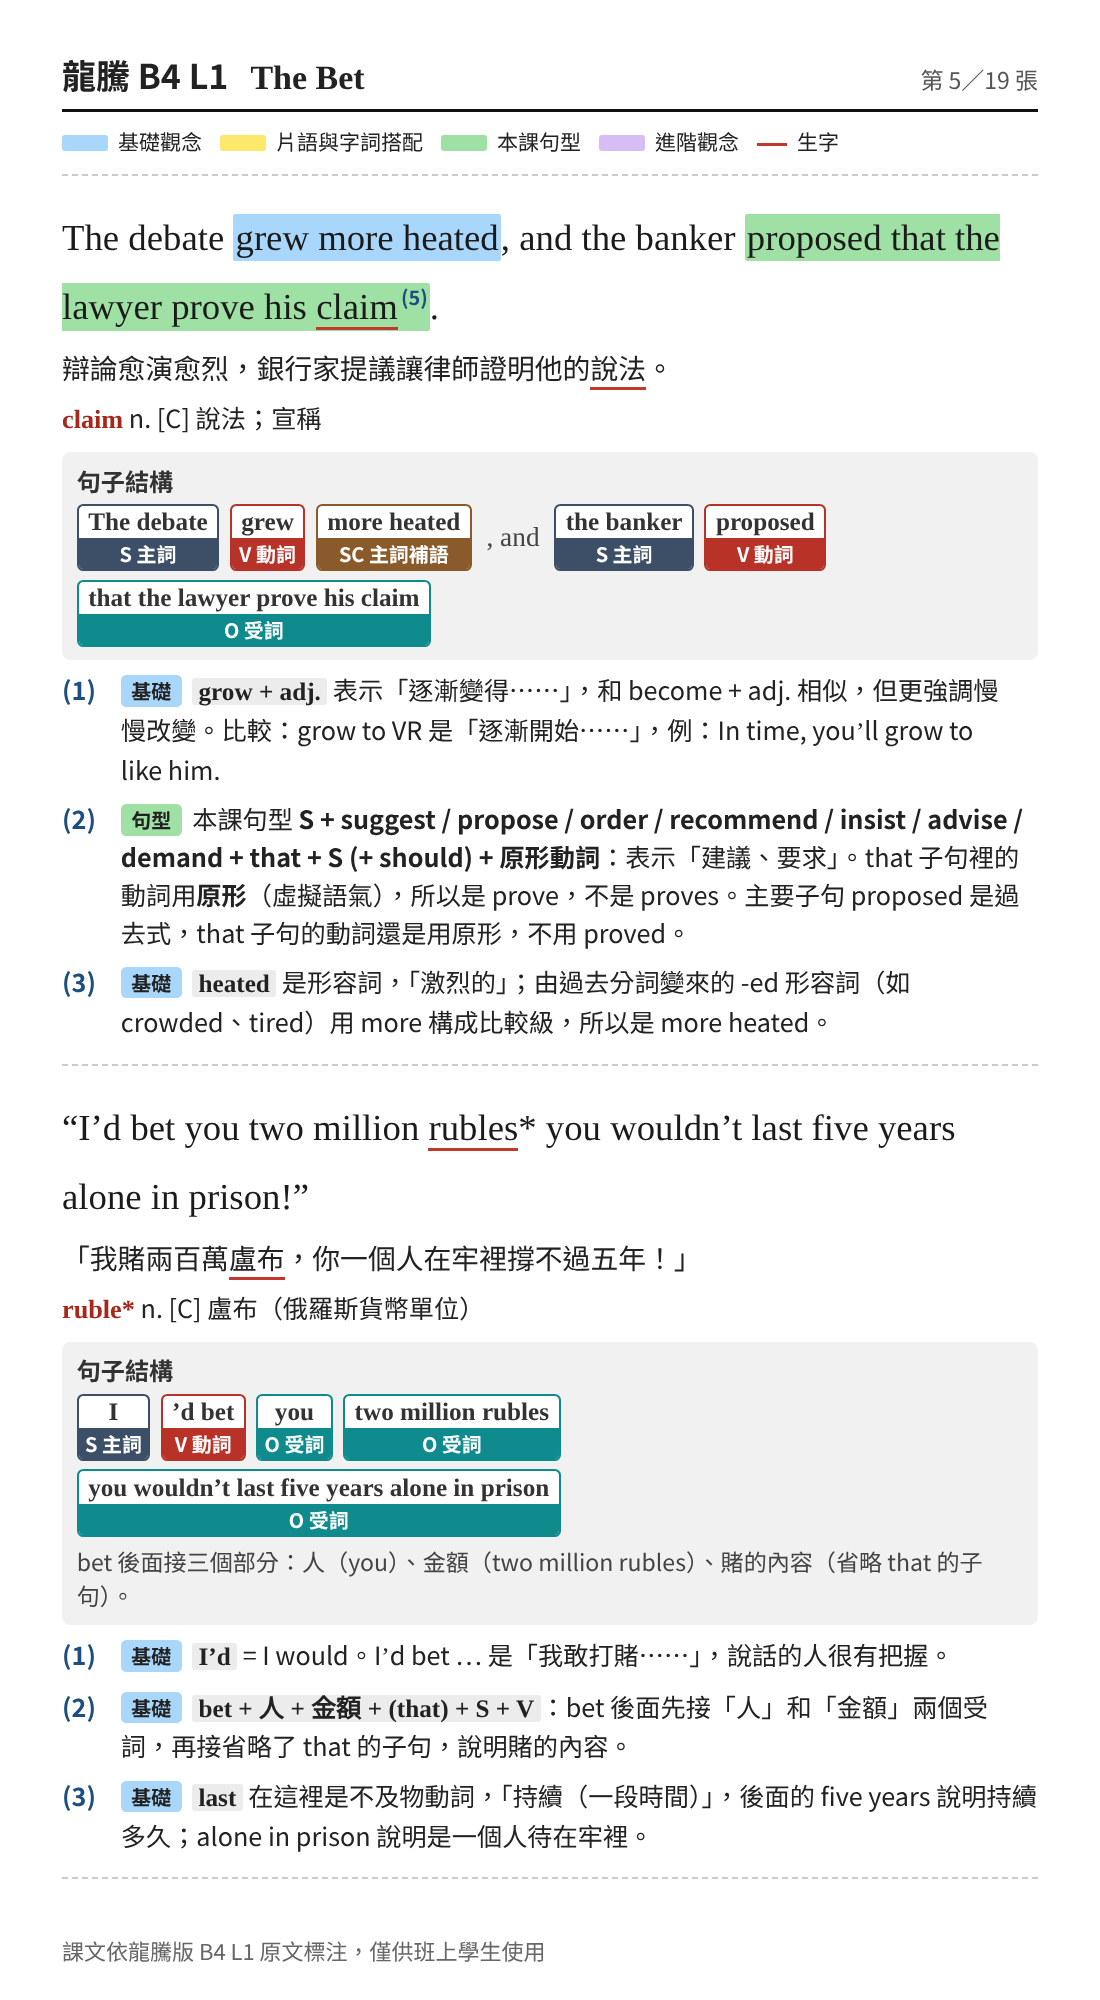 龍騰 B4 L1 The Bet
第 5／19 張
基礎觀念 片語與字詞搭配 本課句型 進階觀念 生字
The debate grew more heated, and the banker proposed that the
lawyer prove his claim(5).
辯論愈演愈烈，銀行家提議讓律師證明他的說法。
claim n. [C] 說法；宣稱
句子結構
The debate grew more heated , and the banker proposed
S 主詞 V 動詞 SC 主詞補語 S 主詞 V 動詞
that the lawyer prove his claim
O 受詞
(1) 基礎 grow + adj. 表示「逐漸變得⋯⋯」，和 become + adj. 相似，但更強調慢
慢改變。比較：grow to VR 是「逐漸開始⋯⋯」，例：In time, you’ll grow to
like him.
(2) 句型 本課句型 S + suggest / propose / order / recommend / insist / advise /
demand + that + S (+ should) + 原形動詞：表示「建議、要求」。that 子句裡的
動詞用原形（虛擬語氣），所以是 prove，不是 proves。主要子句 proposed 是過
去式，that 子句的動詞還是用原形，不用 proved。
(3) 基礎 heated 是形容詞，「激烈的」；由過去分詞變來的 -ed 形容詞（如
crowded、tired）用 more 構成比較級，所以是 more heated。
“I’d bet you two million rubles* you wouldn’t last five years
alone in prison!”
「我賭兩百萬盧布，你一個人在牢裡撐不過五年！」
ruble* n. [C] 盧布（俄羅斯貨幣單位）
句子結構
I ’d bet you two million rubles
S 主詞 V 動詞 O 受詞 O 受詞
you wouldn’t last five years alone in prison
O 受詞
bet 後面接三個部分：人（you）、金額（two million rubles）、賭的內容（省略 that 的子
句）。
(1) 基礎 I’d = I would。I’d bet … 是「我敢打賭⋯⋯」，說話的人很有把握。
(2) 基礎 bet + 人 + 金額 + (that) + S + V：bet 後面先接「人」和「金額」兩個受
詞，再接省略了 that 的子句，說明賭的內容。
(3) 基礎 last 在這裡是不及物動詞，「持續（一段時間）」，後面的 five years 說明持續
多久；alone in prison 說明是一個人待在牢裡。
課文依龍騰版 B4 L1 原文標注，僅供班上學生使用